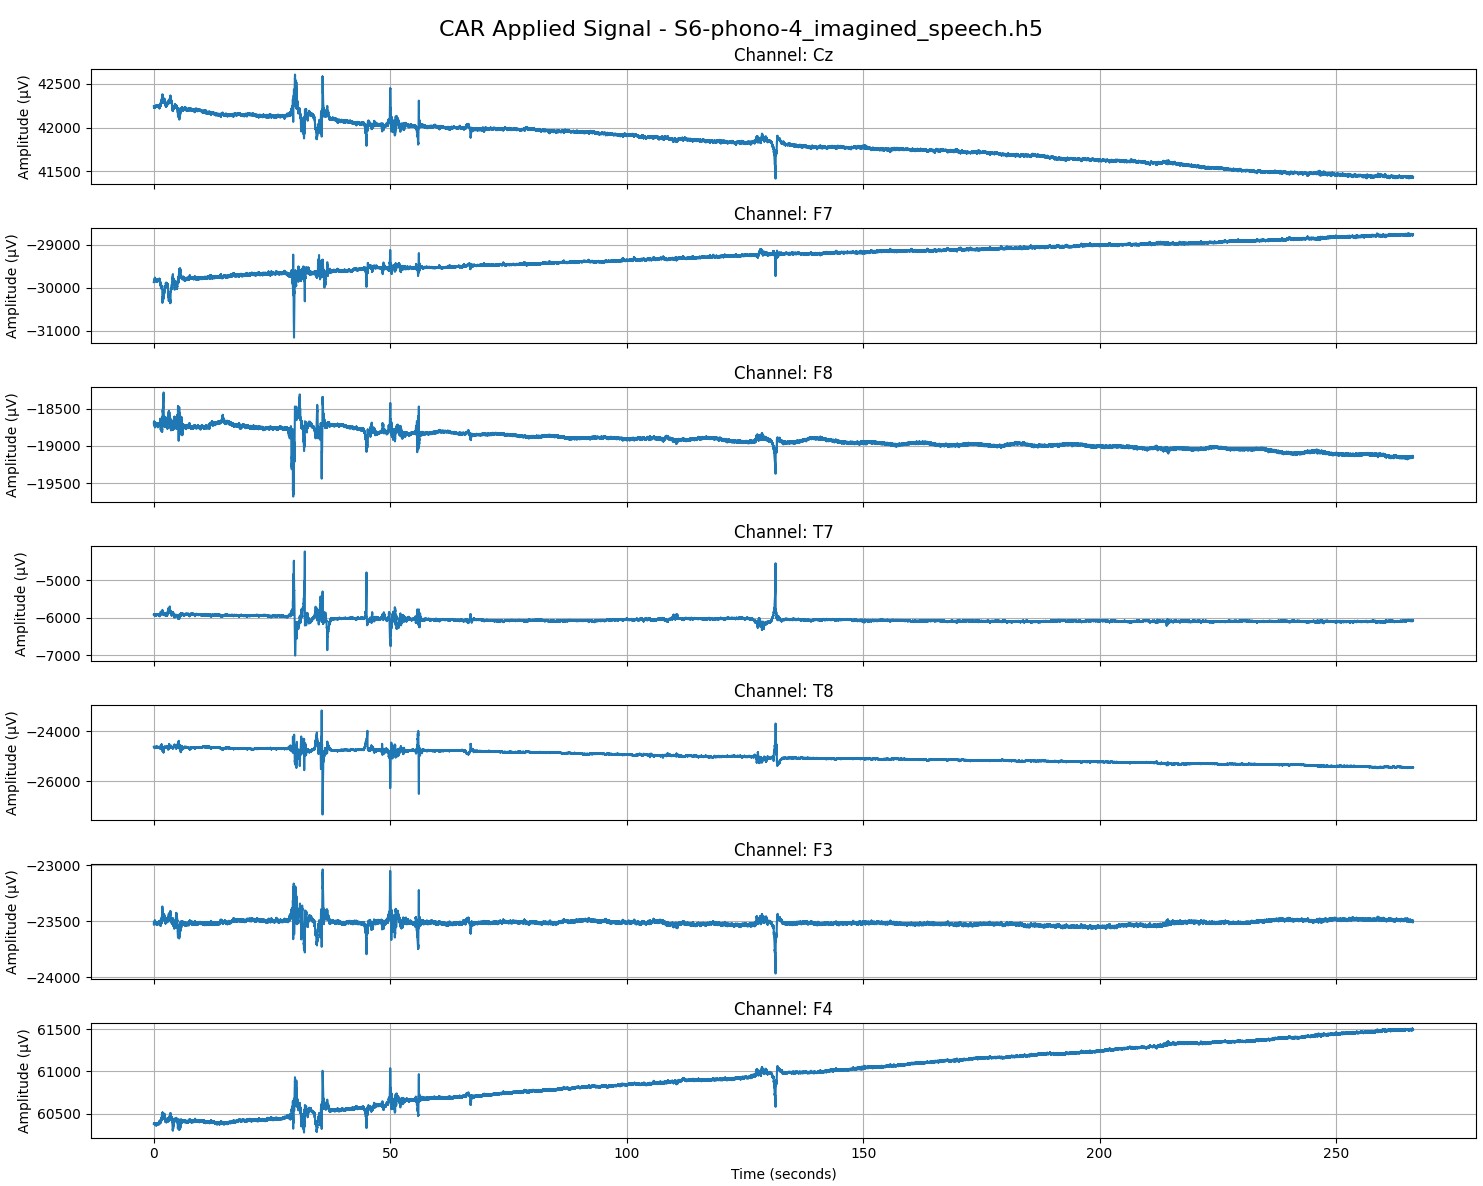 CAR Applied Signal - S6-phono-4_imagined_speech.h5
Channel: Cz
Amplitude (µV)
42500
42000
41500
Channel: F7
Amplitude (µV)
−29000
−30000
−31000
Channel: F8
Amplitude (µV)
−18500
−19000
−19500
Channel: T7
Amplitude (µV)
−5000
−6000
−7000
Channel: T8
Amplitude (µV)
−24000
−26000
Channel: F3
Amplitude (µV)
−23000
−23500
−24000
Channel: F4
Amplitude (µV)
61500
61000
60500
0 50 100 150 200 250
Time (seconds)